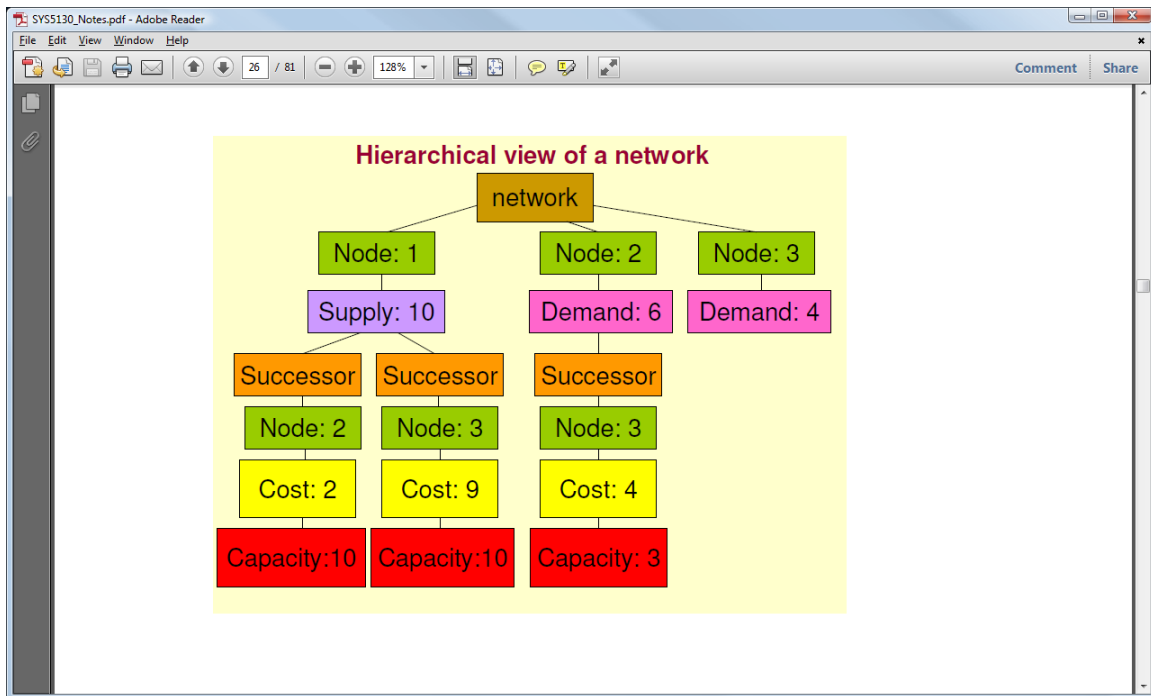 SYS5130_Notes.pdf - Adobe Reader
File Edit View Window Help
26 / 81 128% Comment Share
Hierarchical view of a network
network
Node: 1 Node: 2 Node: 3
Supply: 10 Demand: 6 Demand: 4
Successor Successor Successor
Node: 2 Node: 3 Node: 3
Cost: 2 Cost: 9 Cost: 4
Capacity:10 Capacity:10 Capacity: 3